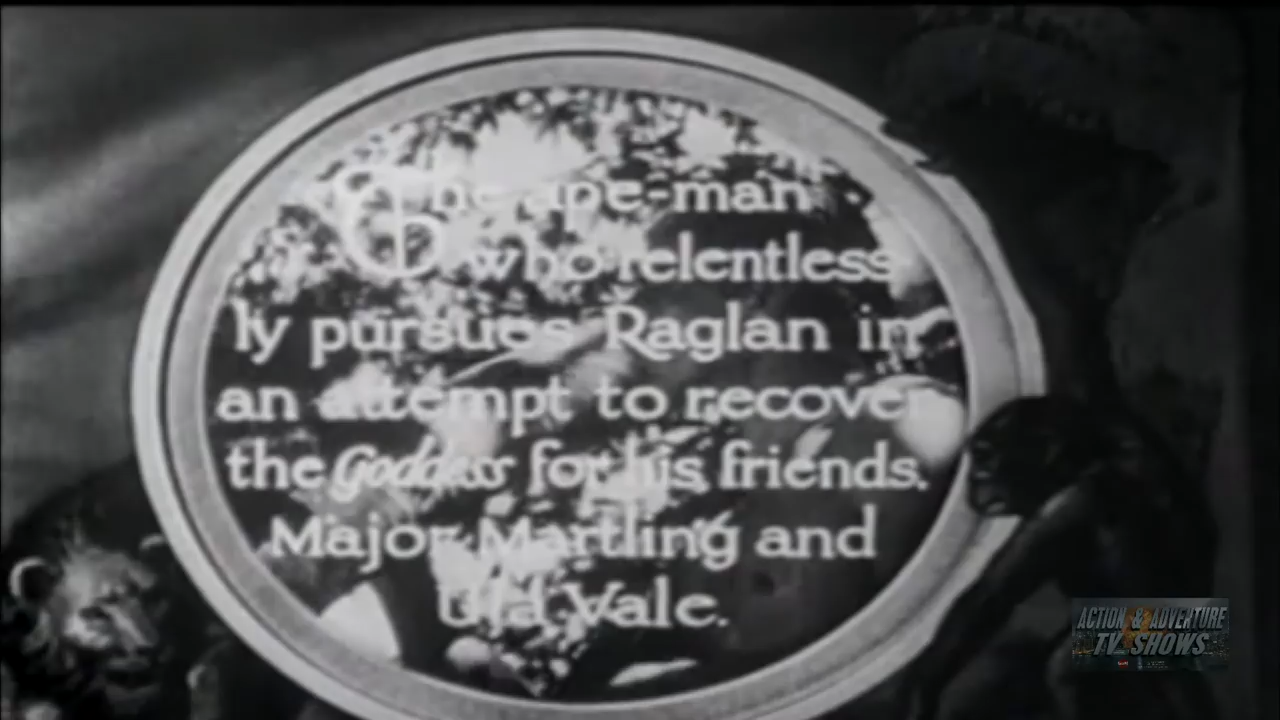 The ape-man
who relentless
ly pursues Raglan in
an attempt to recover
the Goddess for his friends,
Major Martling and
Ula Vale.
ACTION & ADVENTURE
TV SHOWS